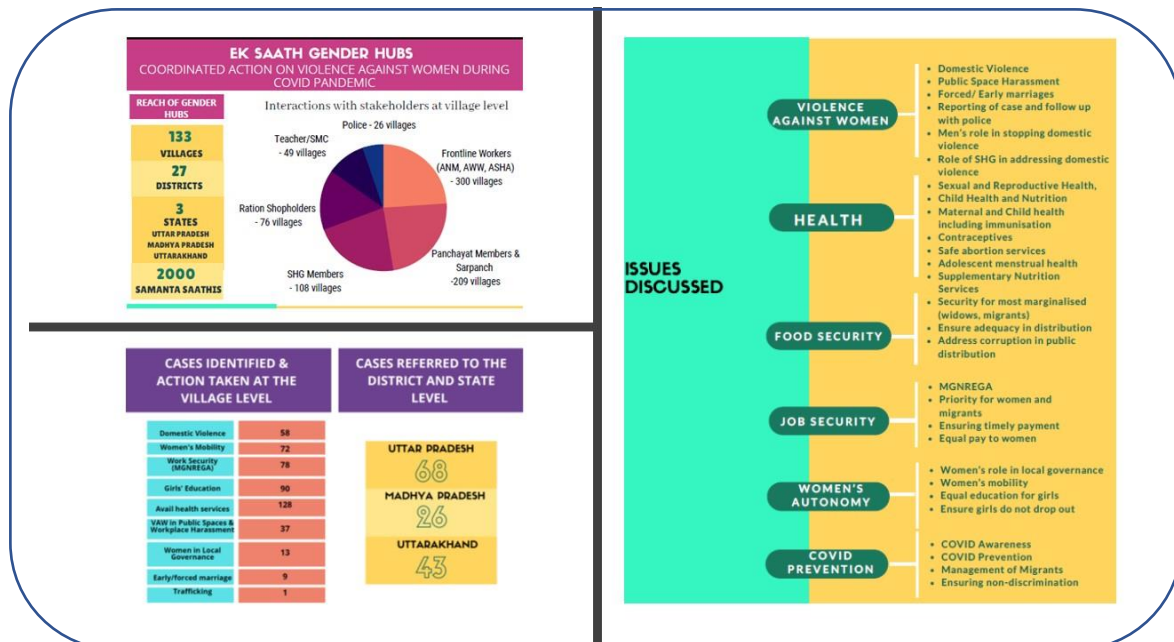 EK SAATH GENDER HUBS
COORDINATED ACTION ON VIOLENCE AGAINST WOMEN DURING
COVID PANDEMIC
REACH OF GENDER
HUBS
133
VILLAGES
27
DISTRICTS
3
STATES
UTTAR PRADESH
MADHYA PRADESH
UTTARAKHAND
2000
SAMANTA SAATHIS
Interactions with stakeholders at village level
Police - 26 villages
Teacher/SMC
- 49 villages
Frontline Workers
(ANM, AWW, ASHA)
- 300 villages
Ration Shopholders
- 76 villages
Panchayat Members &
Sarpanch
-209 villages
SHG Members
- 108 villages
CASES IDENTIFIED &
ACTION TAKEN AT THE
VILLAGE LEVEL
Domestic Violence 58
Women's Mobility 72
Work Security
(MGNREGA) 78
Girls' Education 90
Avail health services 128
VAW in Public Spaces &
Workplace Harassment 37
Women in Local
Governance 13
Early/forced marriage 9
Trafficking 1
CASES REFERRED TO THE
DISTRICT AND STATE
LEVEL
UTTAR PRADESH
68
MADHYA PRADESH
26
UTTARAKHAND
43
ISSUES
DISCUSSED
VIOLENCE
AGAINST WOMEN
• Domestic Violence
• Public Space Harassment
• Forced/ Early marriages
• Reporting of case and follow up
with police
• Men's role in stopping domestic
violence
• Role of SHG in addressing domestic
violence
HEALTH
• Sexual and Reproductive Health,
• Child Health and Nutrition
• Maternal and Child health
including immunisation
• Contraceptives
• Safe abortion services
• Adolescent menstrual health
• Supplementary Nutrition
Services
FOOD SECURITY
• Security for most marginalised
(widows, migrants)
• Ensure adequacy in distribution
• Address corruption in public
distribution
JOB SECURITY
• MGNREGA
• Priority for women and
migrants
• Ensuring timely payment
• Equal pay to women
WOMEN'S
AUTONOMY
• Women's role in local governance
• Women's mobility
• Equal education for girls
• Ensure girls do not drop out
COVID
PREVENTION
• COVID Awareness
• COVID Prevention
• Management of Migrants
• Ensuring non-discrimination